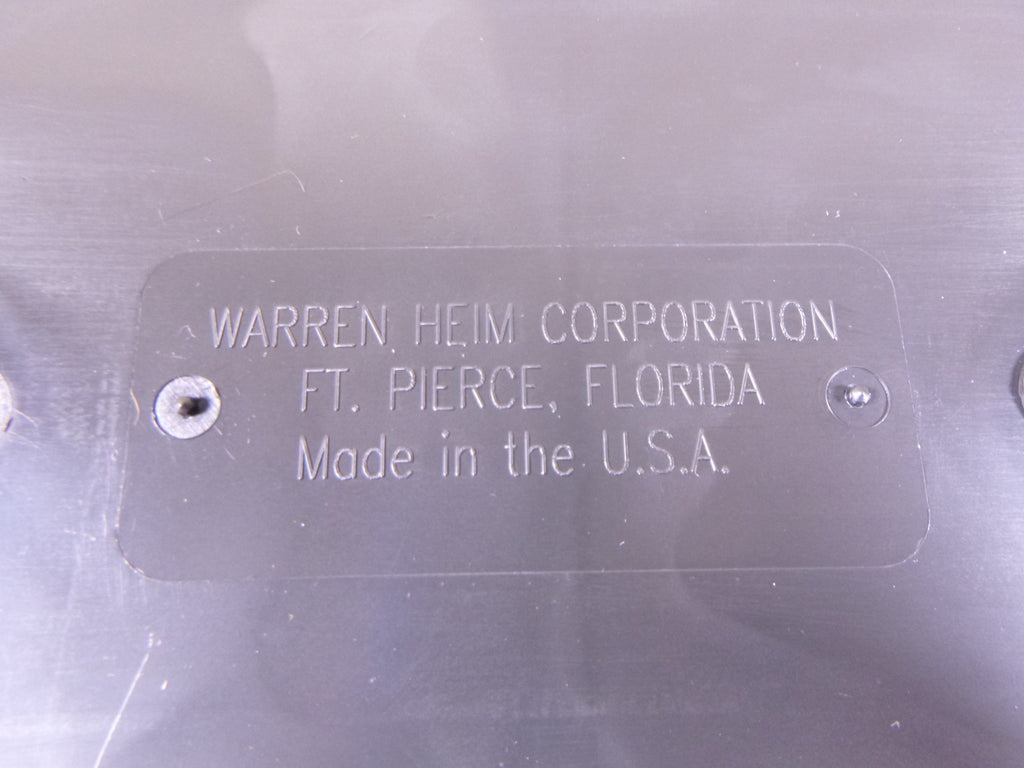 WARREN HEIM CORPORATION
FT. PIERCE, FLORIDA
Made in the U.S.A.